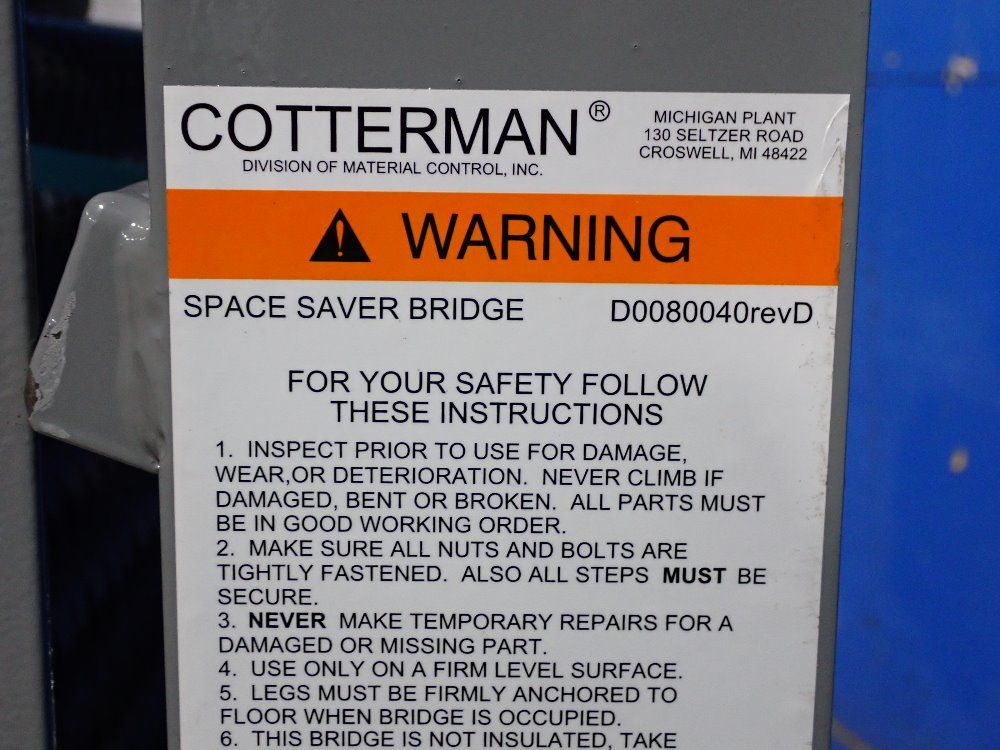 COTTERMAN®
DIVISION OF MATERIAL CONTROL, INC.
MICHIGAN PLANT
130 SELTZER ROAD
CROSWELL, MI 48422
WARNING
SPACE SAVER BRIDGE D0080040revD
FOR YOUR SAFETY FOLLOW
THESE INSTRUCTIONS
1. INSPECT PRIOR TO USE FOR DAMAGE,
WEAR,OR DETERIORATION. NEVER CLIMB IF
DAMAGED, BENT OR BROKEN. ALL PARTS MUST
BE IN GOOD WORKING ORDER.
2. MAKE SURE ALL NUTS AND BOLTS ARE
TIGHTLY FASTENED. ALSO ALL STEPS MUST BE
SECURE.
3. NEVER MAKE TEMPORARY REPAIRS FOR A
DAMAGED OR MISSING PART.
4. USE ONLY ON A FIRM LEVEL SURFACE.
5. LEGS MUST BE FIRMLY ANCHORED TO
FLOOR WHEN BRIDGE IS OCCUPIED.
6. THIS BRIDGE IS NOT INSULATED, TAKE